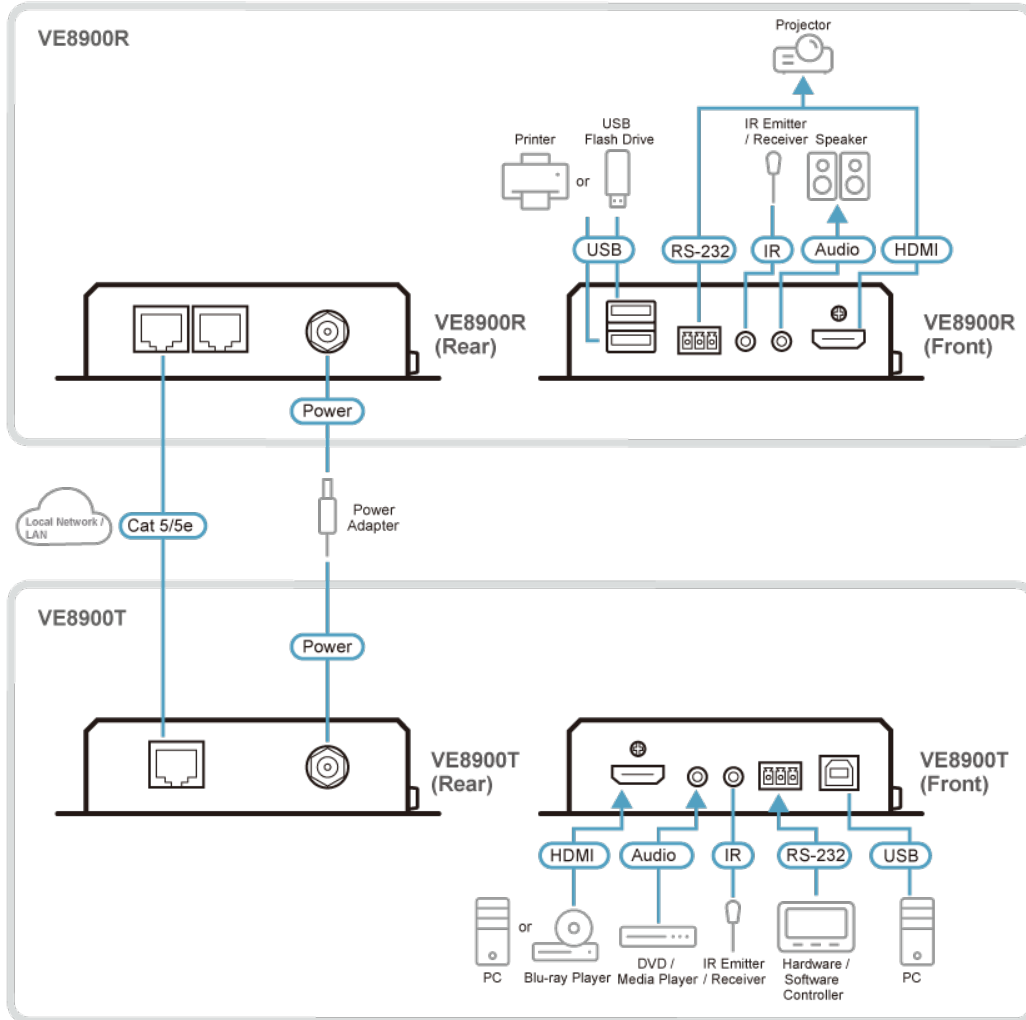 VE8900R
Projector
USB
Flash Drive
IR Emitter
/ Receiver
Speaker
Printer
or
USB
RS-232
IR
Audio
HDMI
VE8900R
(Rear)
VE8900R
(Front)
Power
Local Network /
LAN
Cat 5/5e
Power
Adapter
VE8900T
Power
VE8900T
(Rear)
VE8900T
(Front)
HDMI
Audio
IR
RS-232
USB
or
PC
Blu-ray Player
DVD /
Media Player
IR Emitter
/ Receiver
Hardware /
Software
Controller
PC